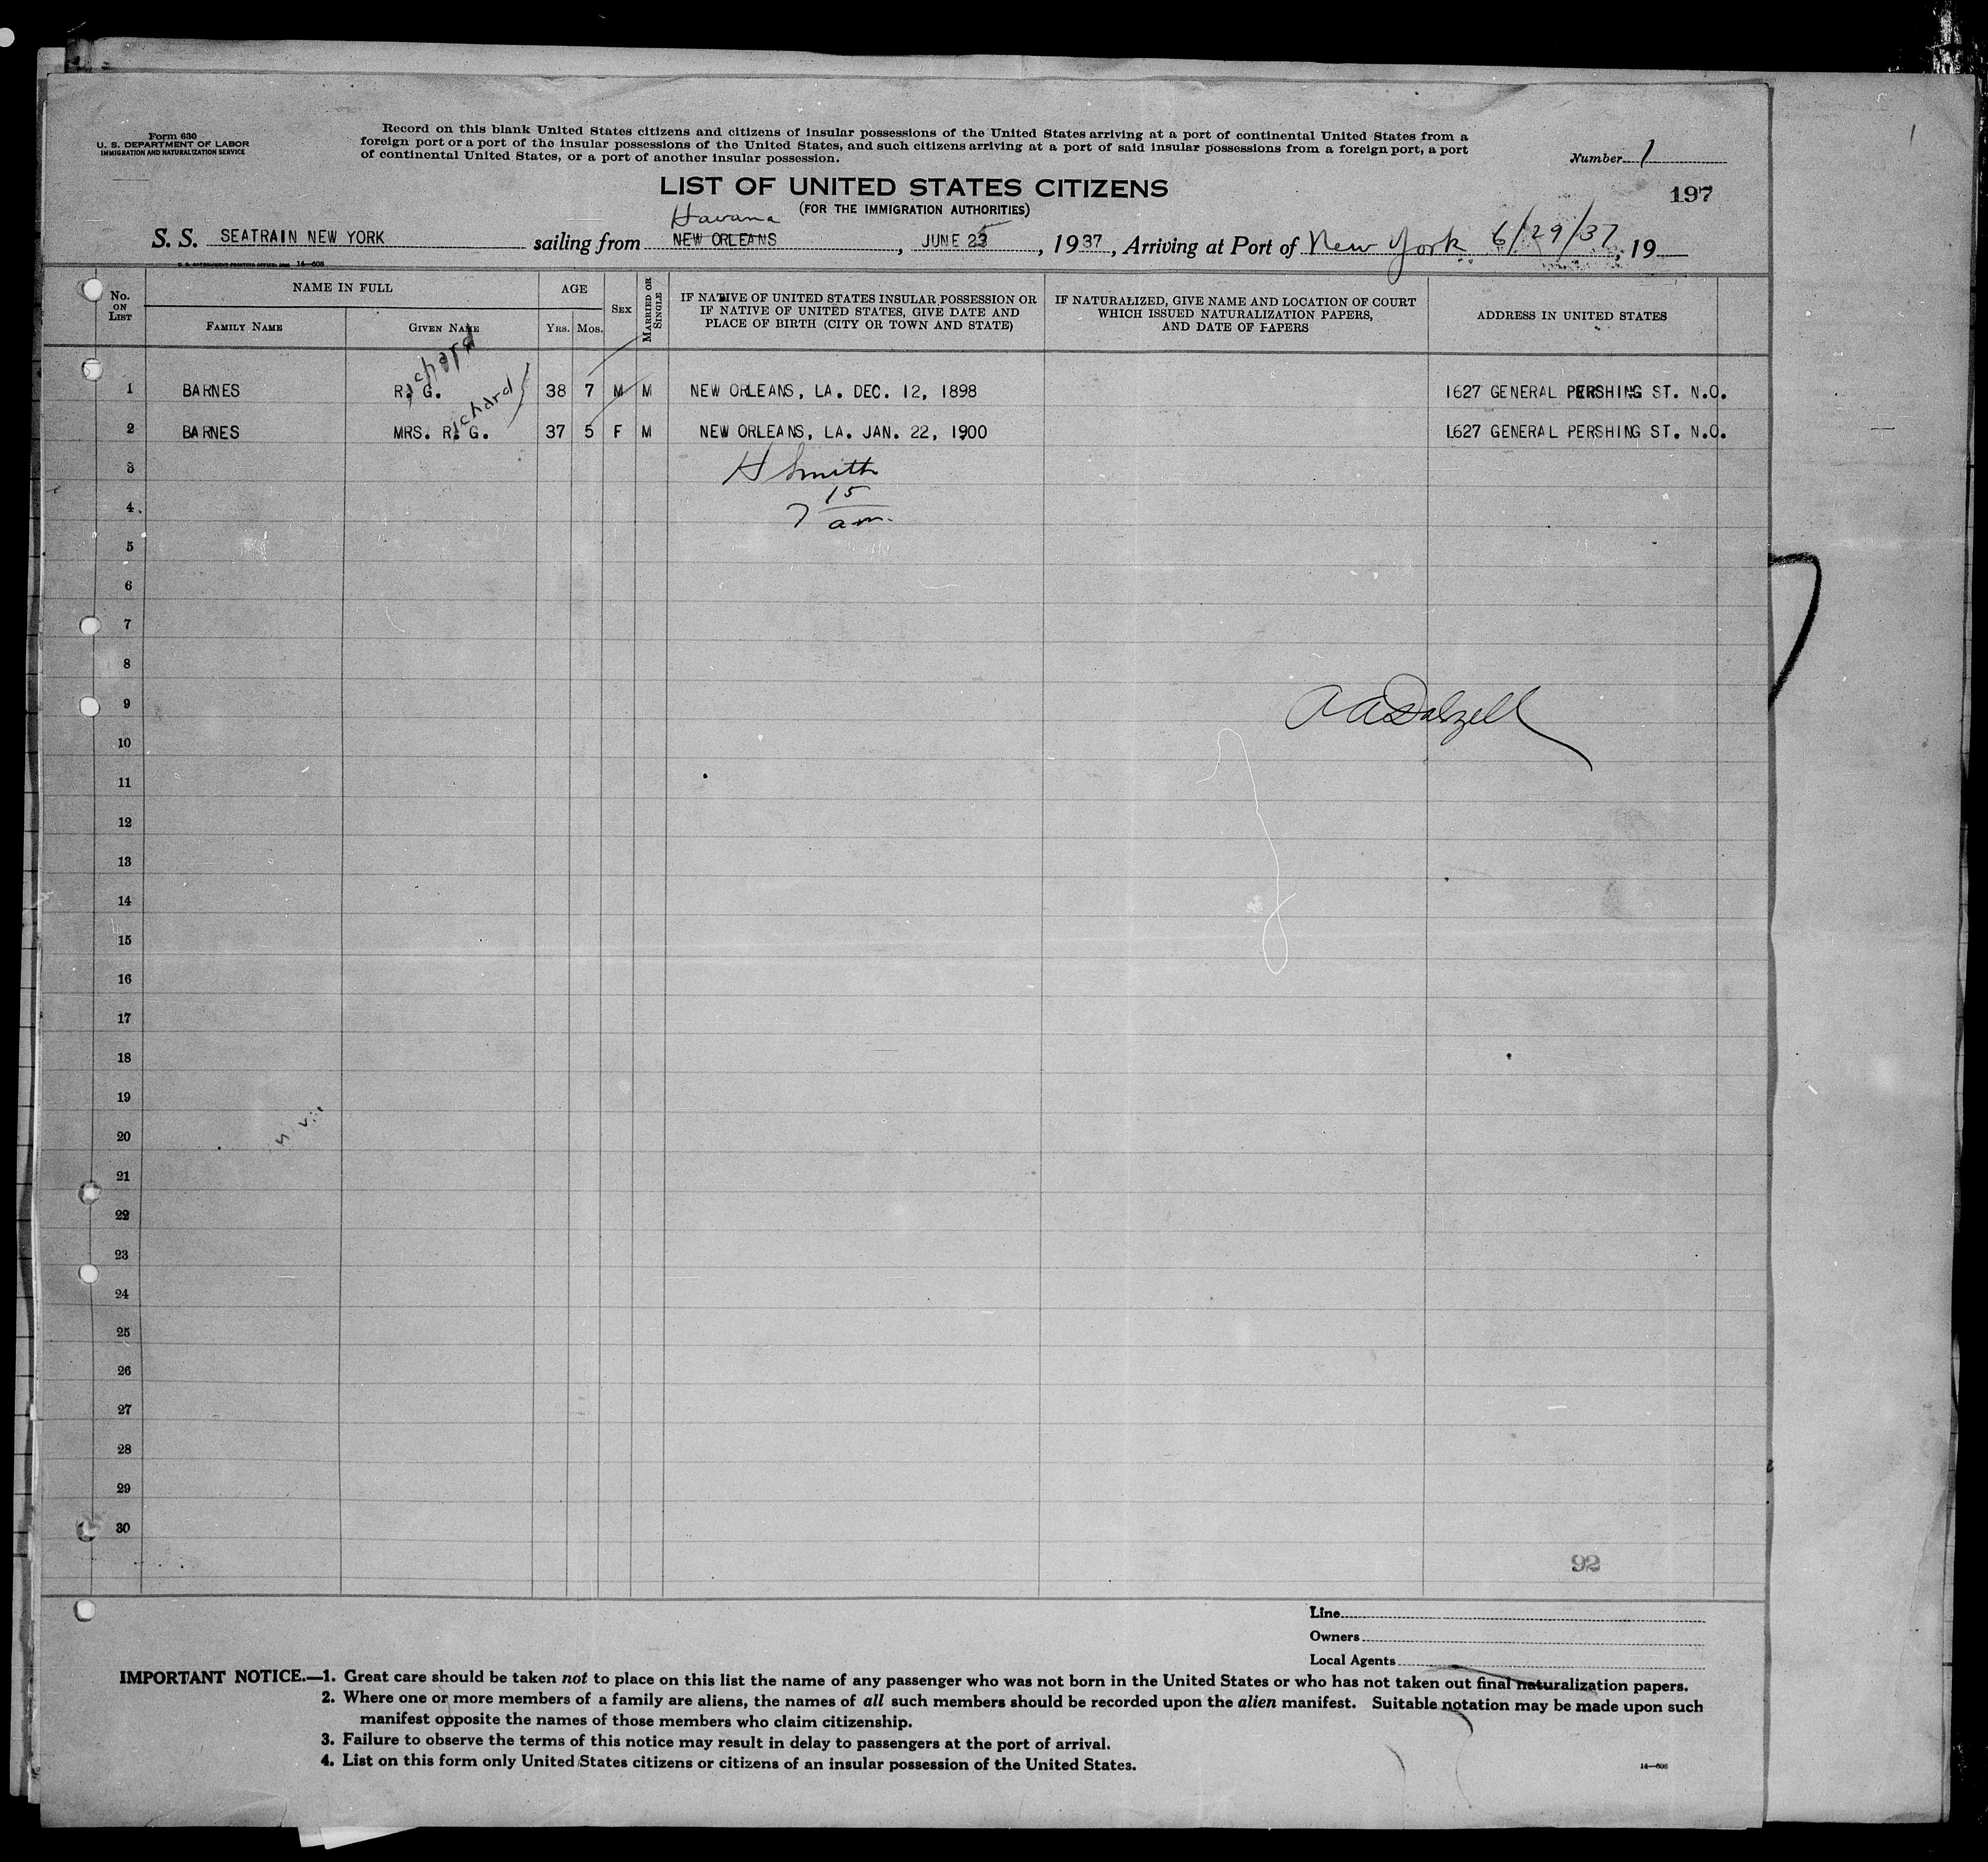 Form 630
U. S. DEPARTMENT OF LABOR
IMMIGRATION AND NATURALIZATION SERVICE
Record on this blank United States citizens and citizens of insular possessions of the United States arriving at a port of continental United States from a
foreign port or a port of the insular possessions of the United States, and such citizens arriving at a port of said insular possessions from a foreign port, a port
of continental United States, or a port of another insular possession.
Number 1
1
LIST OF UNITED STATES CITIZENS
197
(FOR THE IMMIGRATION AUTHORITIES)
Havana
S. S. SEATRAIN NEW YORK sailing from NEW ORLEANS, JUNE 25, 1937, Arriving at Port of New York 6/29/37, 19
14—608
No. ON LIST
NAME IN FULL
FAMILY NAME
GIVEN NAME
AGE
YRS. MOS.
SEX
MARRIED OR SINGLE
IF NATIVE OF UNITED STATES INSULAR POSSESSION OR
IF NATIVE OF UNITED STATES, GIVE DATE AND
PLACE OF BIRTH (CITY OR TOWN AND STATE)
IF NATURALIZED, GIVE NAME AND LOCATION OF COURT
WHICH ISSUED NATURALIZATION PAPERS,
AND DATE OF PAPERS
ADDRESS IN UNITED STATES
ichard
1 BARNES R. G. 38 7 M M NEW ORLEANS, LA. DEC. 12, 1898 1627 GENERAL PERSHING ST. N.O.
ichard
2 BARNES MRS. R. G. 37 5 F M NEW ORLEANS, LA. JAN. 22, 1900 1627 GENERAL PERSHING ST. N.O.
3 H Smith
4 7 15 am.
5
6
7
8
9 A A Dalzell
10
11
12
13
14
15
16
17
18
19
20
21
22
23
24
25
26
27
28
29
30
92
Line
Owners
Local Agents
IMPORTANT NOTICE.—1. Great care should be taken not to place on this list the name of any passenger who was not born in the United States or who has not taken out final naturalization papers.
2. Where one or more members of a family are aliens, the names of all such members should be recorded upon the alien manifest. Suitable notation may be made upon such
manifest opposite the names of those members who claim citizenship.
3. Failure to observe the terms of this notice may result in delay to passengers at the port of arrival.
4. List on this form only United States citizens or citizens of an insular possession of the United States.
14—608